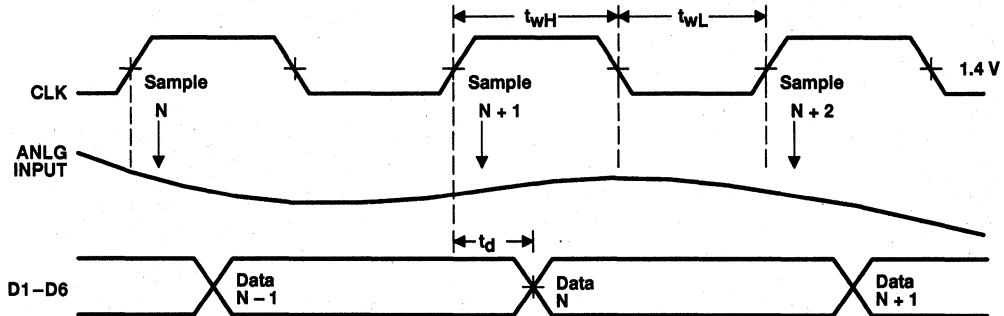 twH
twL
CLK
Sample
N
Sample
N + 1
Sample
N + 2
1.4 V
ANLG
INPUT
td
D1–D6
Data
N – 1
Data
N
Data
N + 1